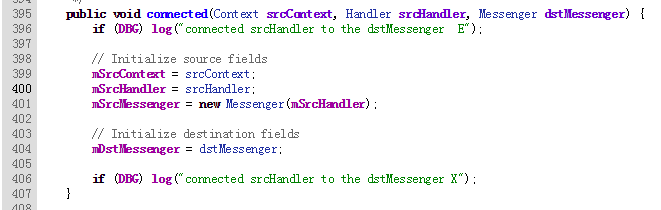 395 public void connected(Context srcContext, Handler srcHandler, Messenger dstMessenger) {
396 if (DBG) log("connected srcHandler to the dstMessenger  E");
397
398 // Initialize source fields
399 mSrcContext = srcContext;
400 mSrcHandler = srcHandler;
401 mSrcMessenger = new Messenger(mSrcHandler);
402
403 // Initialize destination fields
404 mDstMessenger = dstMessenger;
405
406 if (DBG) log("connected srcHandler to the dstMessenger X");
407 }
408